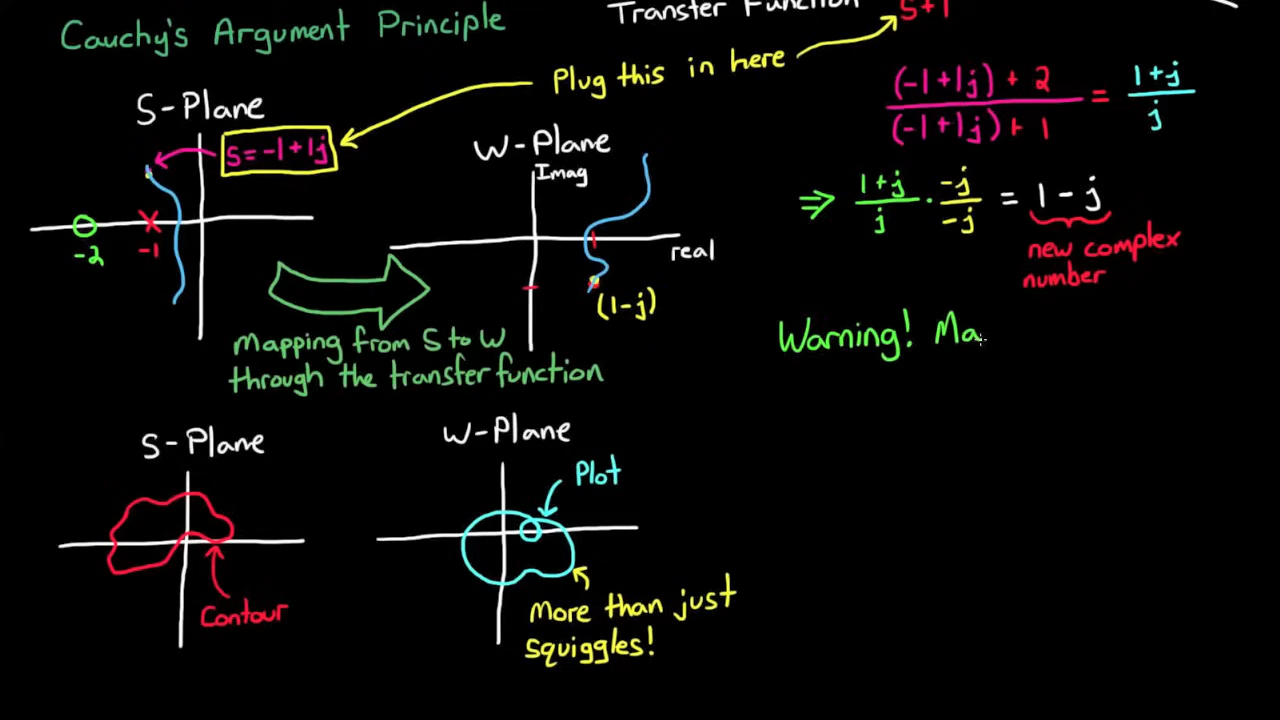 Cauchy's Argument Principle
Transfer Function
S+1
Plug this in here
S-Plane
S=-1+1j
-2
-1
W-Plane
Imag
real
(1-j)
Mapping from S to W
through the transfer function
(-1+1j)+2
(-1+1j)+1
=
1+j
j
⇒ 1+j
j
· -j
-j
= 1-j
new complex
number
Warning! Ma
S-Plane
Contour
W-Plane
Plot
More than just
squiggles!